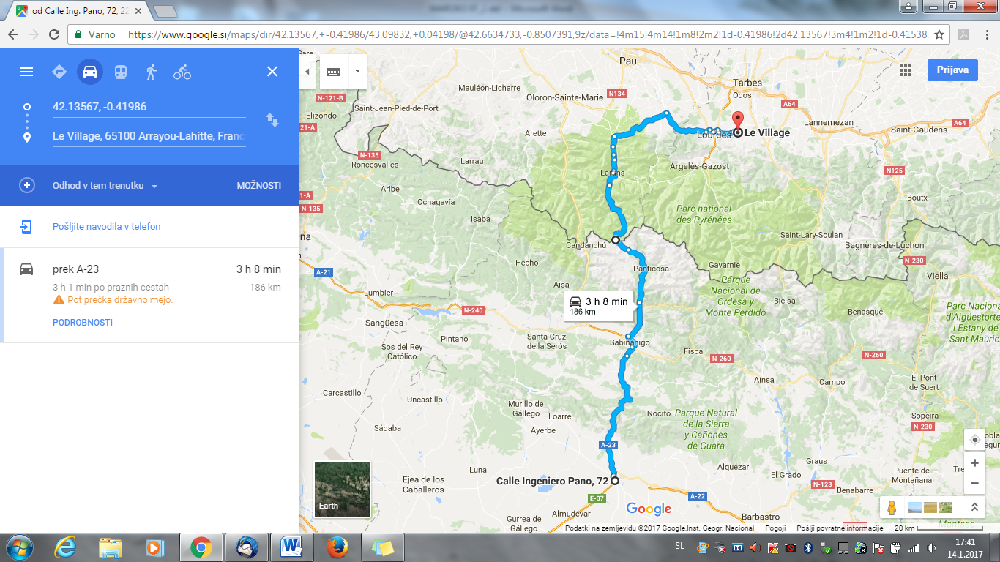 od Calle Ing. Pano, 72, 22
Varno
https://www.google.si/maps/dir/42.13567,+-0.41986/43.09832,+0.04198/@42.6634733,-0.8507391,9z/data=!4m15!4m14!1m8!2m2!1d-0.41986!2d42.13567!3m4!1m2!1d-0.41538
42.13567, -0.41986
Le Village, 65100 Arrayou-Lahitte, Franc
Odhod v tem trenutku
MOŽNOSTI
Pošljite navodila v telefon
prek A-23
3 h 8 min
3 h 1 min po praznih cestah
186 km
Pot prečka državno mejo.
PODROBNOSTI
Prijava
Pau
Tarbes
Odos
N134
A64
Mauléon-Licharre
Oloron-Sainte-Marie
N-121-B
Saint-Jean-Pied-de-Port
Elizondo
Lannemezan
Saint-Gaudens
A64
Arette
Lourdes
Le Village
N-135
Roncesvalles
Larrau
Argelès-Gazost
N125
Laruns
Aribe
Ochagavía
Boutx
N-135
Isaba
Parc national
des Pyrénées
Saint-Lary-Soulan
Bagnères-de-Luchon
Candanchú
N-230
Hecho
Gavarnie
Panticosa
Viella
A-21
Aisa
Parque
Nacional de
Ordesa y
Monte Perdido
Lumbier
Bielsa
Benasque
Parc Nacional
d'Aigüestortes
i Estany de
Sant Maurici
3 h 8 min
186 km
N-240
Sangüesa
Pintano
Santa Cruz
de la Serós
Sabiñánigo
Sos del Rey
Católico
Fiscal
N-260
N-260
Aínsa
Campo
El Pont
de Suert
Carcastillo
Uncastillo
Murillo de
Gállego
Loarre
Nocito
Parque Natural
de la Sierra
y Cañones
de Guara
Sopeira
N-230
Sádaba
Ayerbe
A-23
Alquézar
Graus
Luna
El Grado
Puente de
Montañana
Ejea de los
Caballeros
Calle Ingeniero Pano, 72
N-123
Benabarre
E-07
A-22
Almudévar
Gurrea de
Gállego
Barbastro
Earth
Google
Podatki na zemljevidu ©2017 Google,Inst. Geogr. Nacional
Pogoji
Pošlji povratne informacije
20 km
SL
17:41
14.1.2017